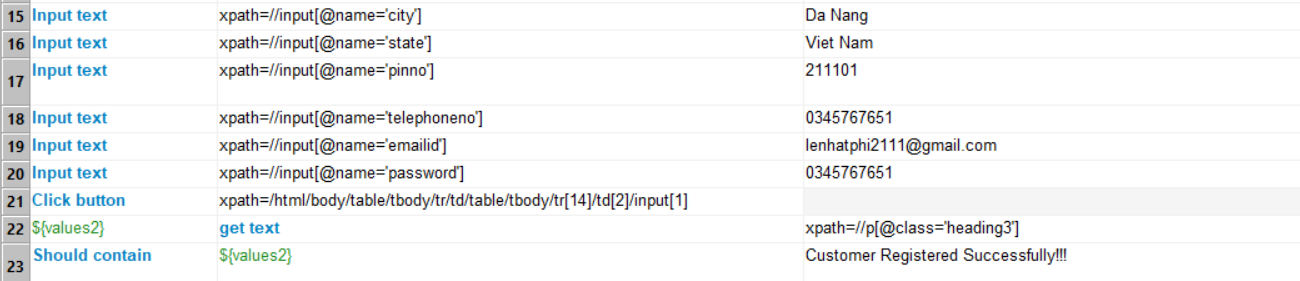 15 Input text xpath=//input[@name='city'] Da Nang
16 Input text xpath=//input[@name='state'] Viet Nam
17 Input text xpath=//input[@name='pinno'] 211101
18 Input text xpath=//input[@name='telephoneno'] 0345767651
19 Input text xpath=//input[@name='emailid'] lenhatphi2111@gmail.com
20 Input text xpath=//input[@name='password'] 0345767651
21 Click button xpath=/html/body/table/tbody/tr/td/table/tbody/tr[14]/td[2]/input[1]
22 ${values2} get text xpath=//p[@class='heading3']
23 Should contain ${values2} Customer Registered Successfully!!!